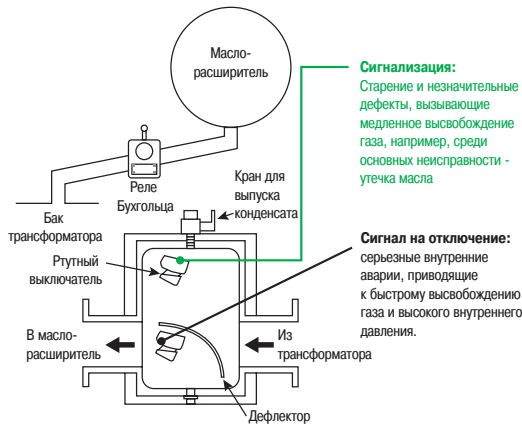 Масло-
расширитель
Сигнализация:
Старение и незначительные
дефекты, вызывающие
медленное высвобождение
газа, например, среди
основных неисправности -
утечка масла
Реле
Бухгольца
Кран для
выпуска
конденсата
Бак
трансформатора
Ртутный
выключатель
Сигнал на отключение:
серьезные внутренние
аварии, приводящие
к быстрому высвобождению
газа и высокого внутреннего
давления.
В масло-
расширитель
Из
трансформатора
Дефлектор